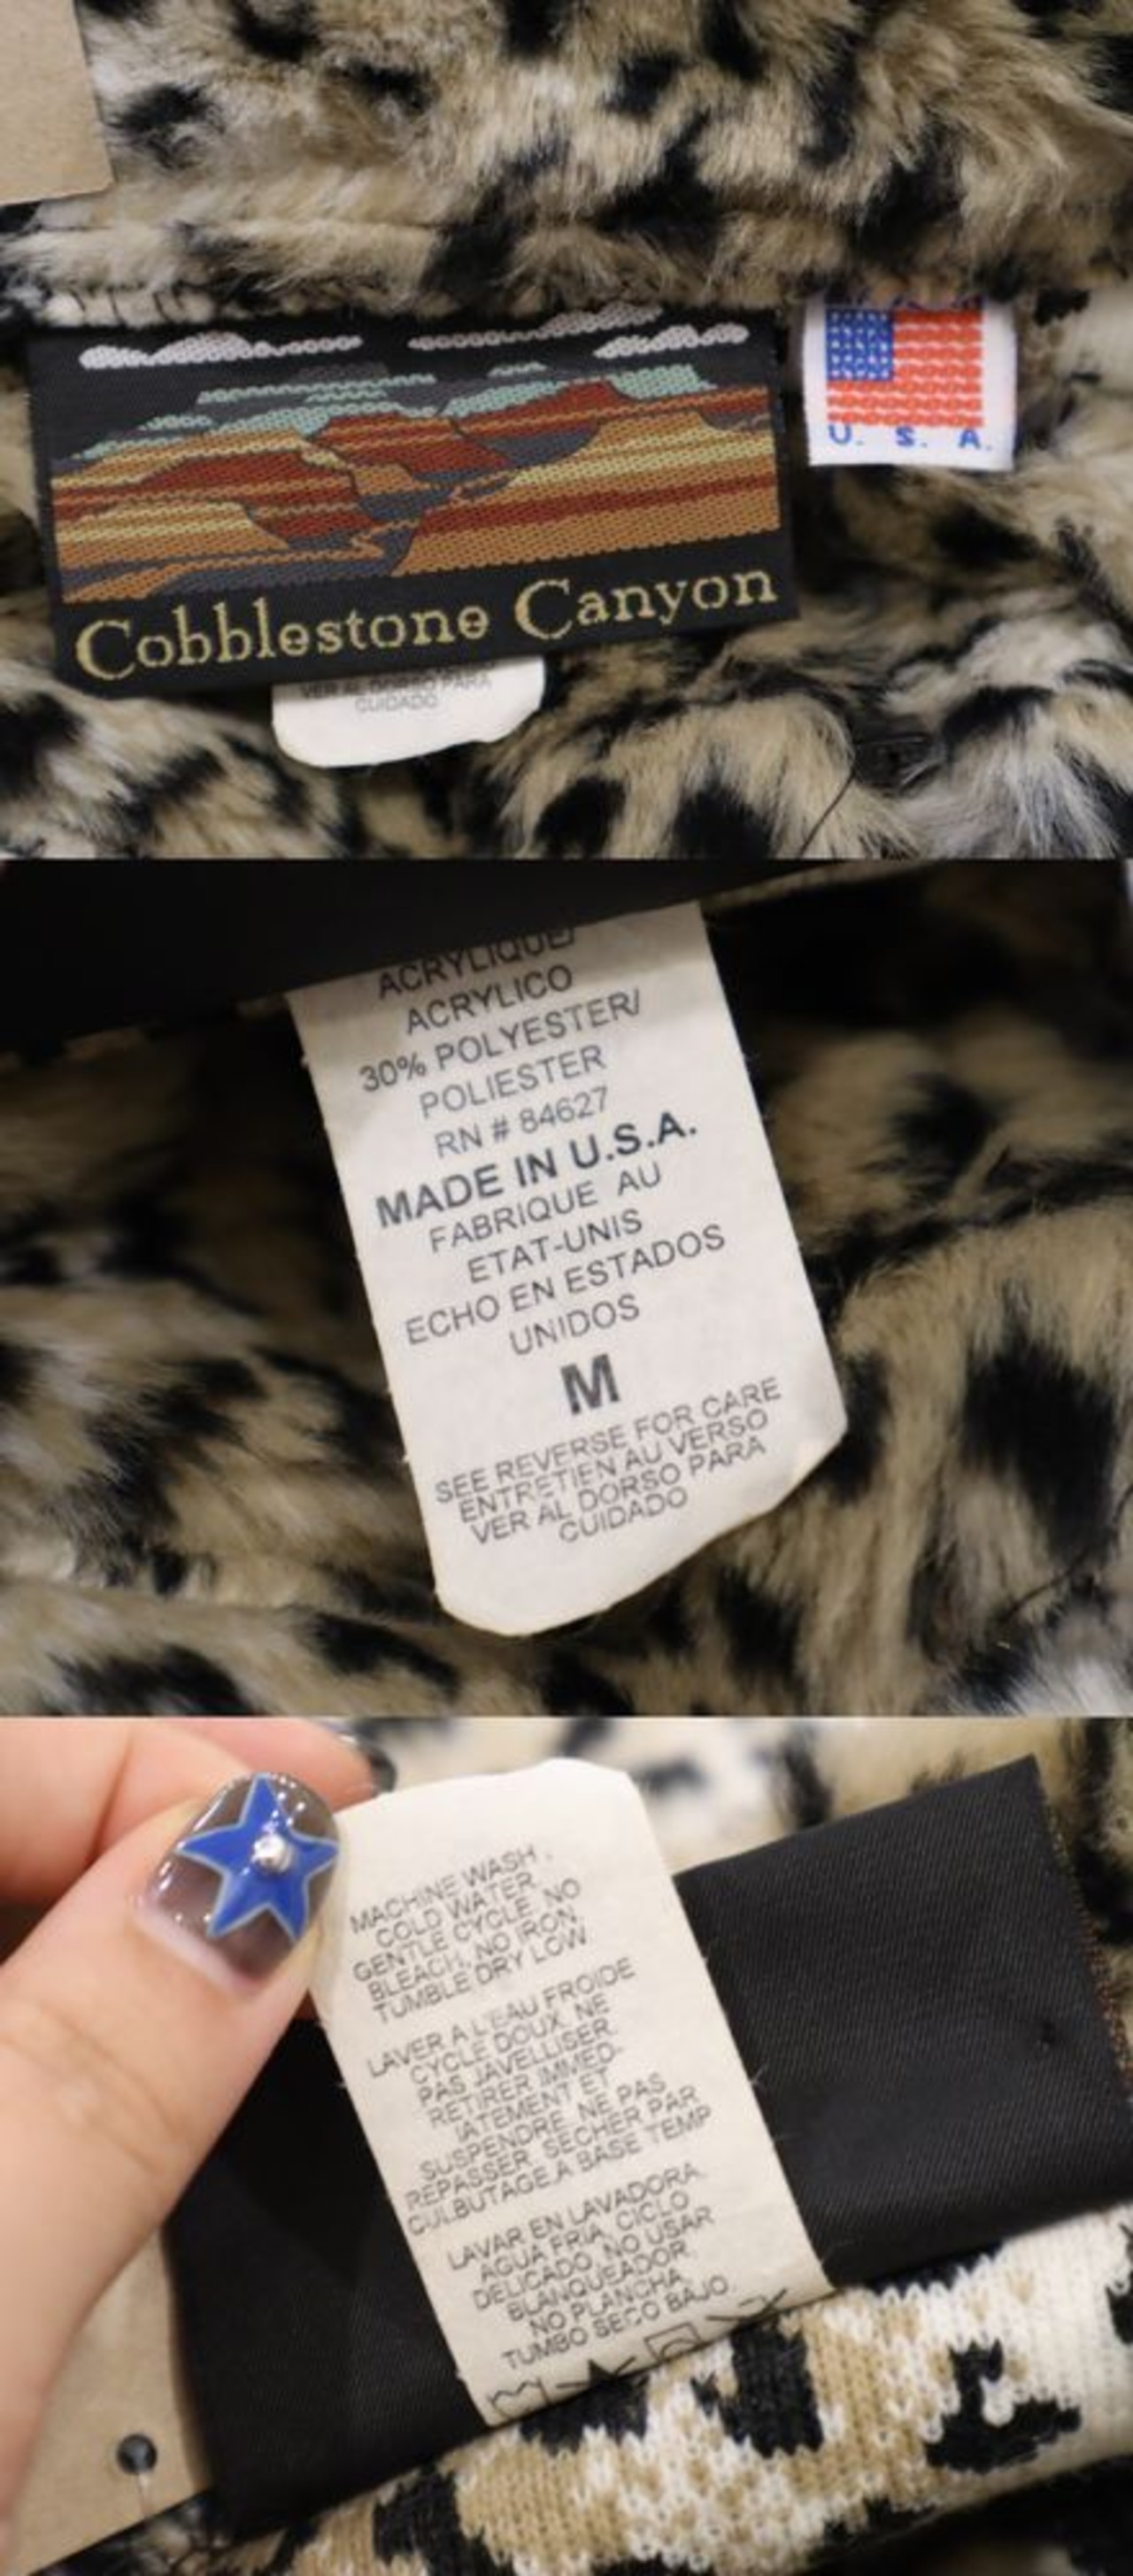 U. S. A.
Cobblestone Canyon
VER AL DORSO PARA
CUIDADO
ACRYLIQUE/
ACRYLICO
30% POLYESTER/
POLIESTER
RN # 84627
MADE IN U.S.A.
FABRIQUE AU
ETAT-UNIS
ECHO EN ESTADOS
UNIDOS
M
SEE REVERSE FOR CARE
ENTRETIEN AU VERSO
VER AL DORSO PARA
CUIDADO
MACHINE WASH,
COLD WATER,
GENTLE CYCLE, NO
BLEACH, NO IRON
TUMBLE DRY LOW
LAVER A L'EAU FROIDE
CYCLE DOUX, NE
PAS JAVELLISER.
RETIRER IMMED-
IATEMENT ET
SUSPENDRE, NE PAS
REPASSER, SECHER PAR
CULBUTAGE A BASE TEMP
LAVAR EN LAVADORA,
AGUA FRIA, CICLO
DELICADO, NO USAR
BLANQUEADOR,
NO PLANCHA,
TUMBO SECO BAJO.